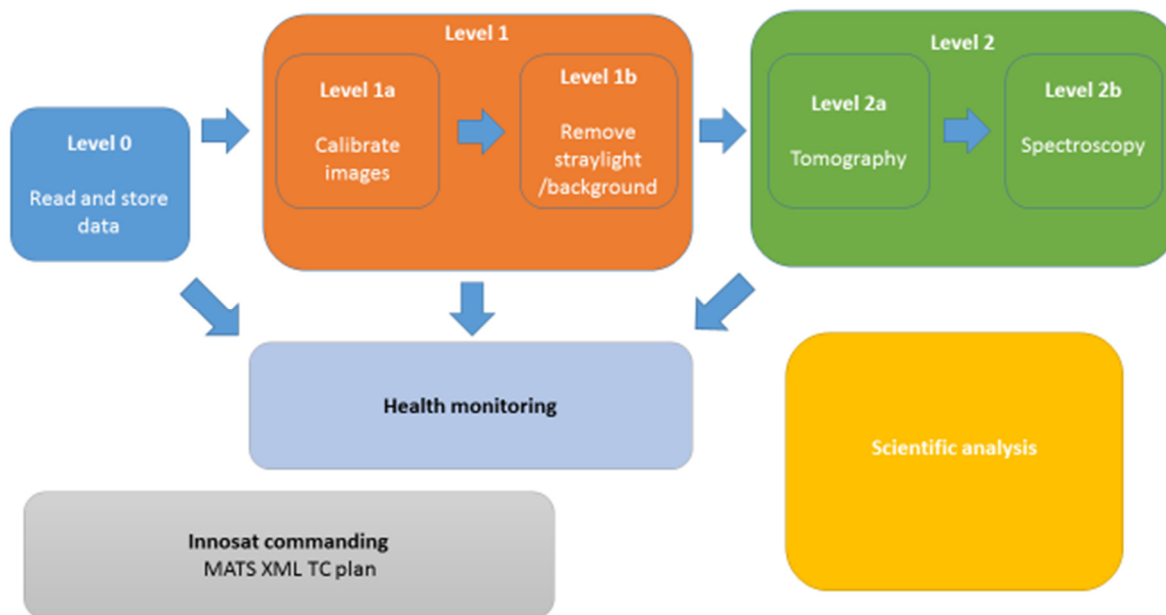 Level 0
Read and store
data
Level 1
Level 1a
Calibrate
images
Level 1b
Remove
straylight
/background
Level 2
Level 2a
Tomography
Level 2b
Spectroscopy
Health monitoring
Scientific analysis
Innosat commanding
MATS XML TC plan